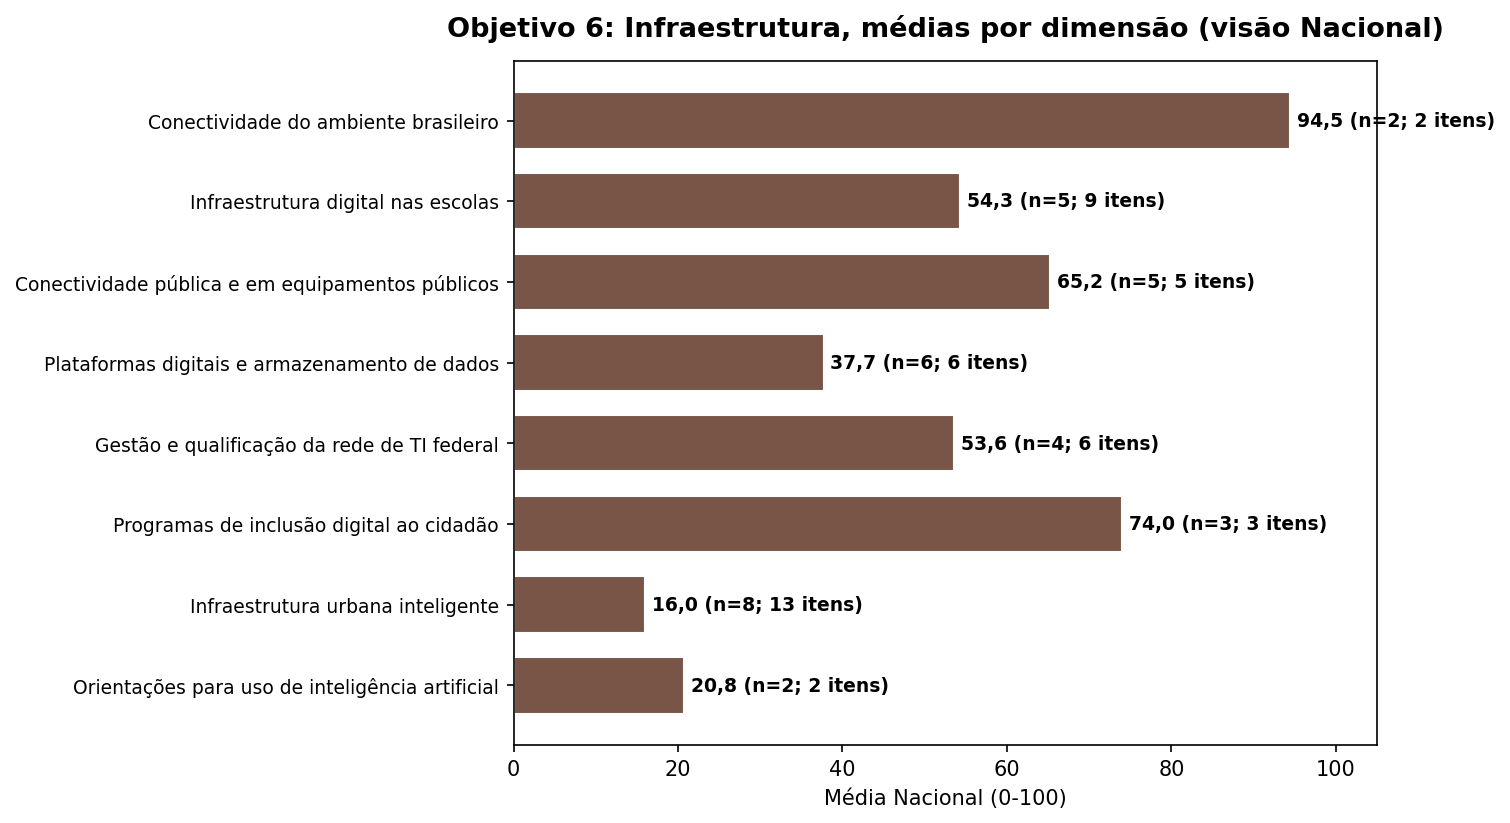 Objetivo 6: Infraestrutura, médias por dimensão (visão Nacional)
Conectividade do ambiente brasileiro
94,5 (n=2; 2 itens)
Infraestrutura digital nas escolas
54,3 (n=5; 9 itens)
Conectividade pública e em equipamentos públicos
65,2 (n=5; 5 itens)
Plataformas digitais e armazenamento de dados
37,7 (n=6; 6 itens)
Gestão e qualificação da rede de TI federal
53,6 (n=4; 6 itens)
Programas de inclusão digital ao cidadão
74,0 (n=3; 3 itens)
Infraestrutura urbana inteligente
16,0 (n=8; 13 itens)
Orientações para uso de inteligência artificial
20,8 (n=2; 2 itens)
0 20 40 60 80 100
Média Nacional (0-100)